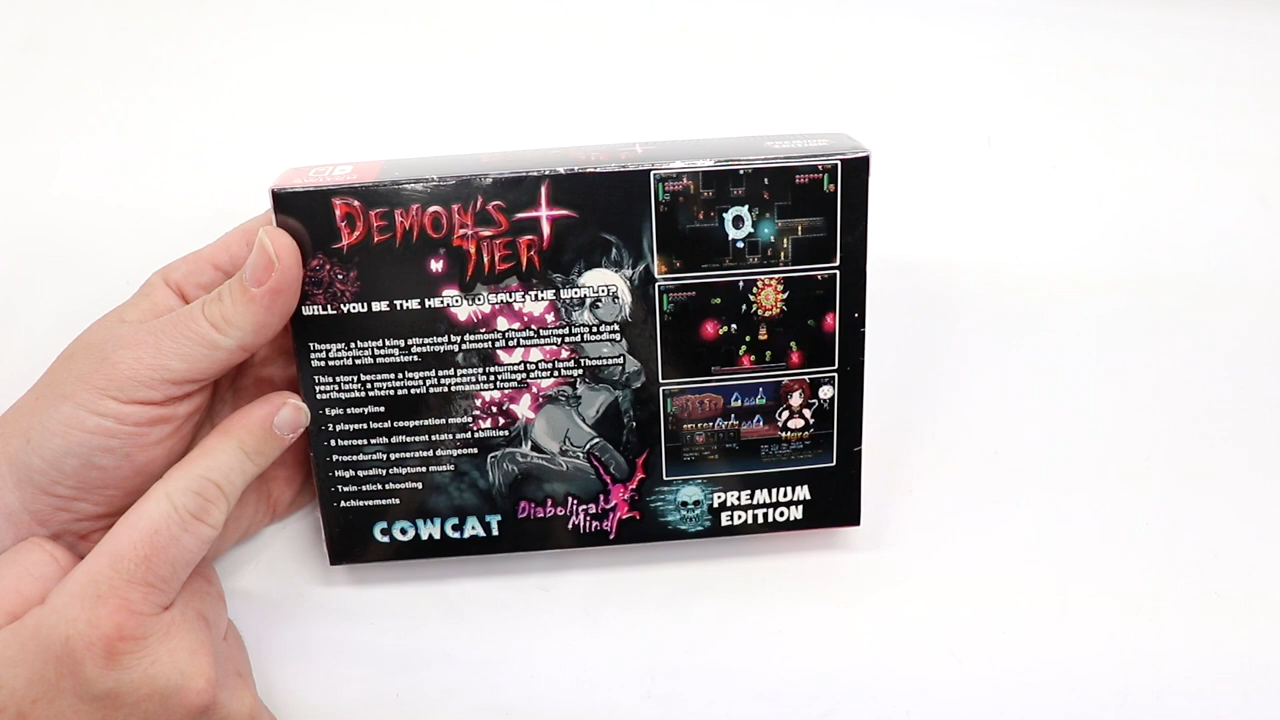 PREMIUM
EDITION
DEMON'S
TIER+
WILL YOU BE THE HERO TO SAVE THE WORLD?
Thosgar, a hated king attracted by demonic rituals, turned into a dark
and diabolical being... destroying almost all of humanity and flooding
the world with monsters.
This story became a legend and peace returned to the land. Thousand
years later, a mysterious pit appears in a village after a huge
earthquake where an evil aura emanates from...
- Epic storyline
- 2 players local cooperation mode
- 8 heroes with different stats and abilities
- Procedurally generated dungeons
- High quality chiptune music
- Twin-stick shooting
- Achievements
COWCAT
Diabolical
Mind
PREMIUM
EDITION